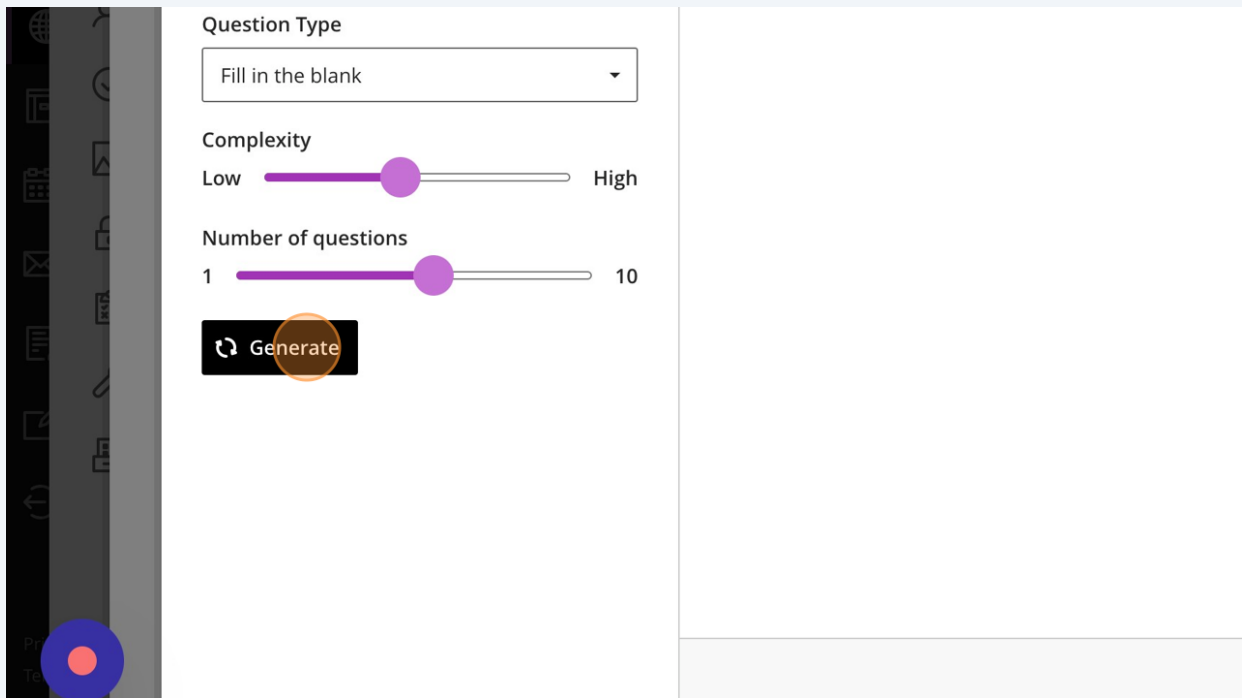 Question Type
Fill in the blank
Complexity
Low High
Number of questions
1 10
Generate